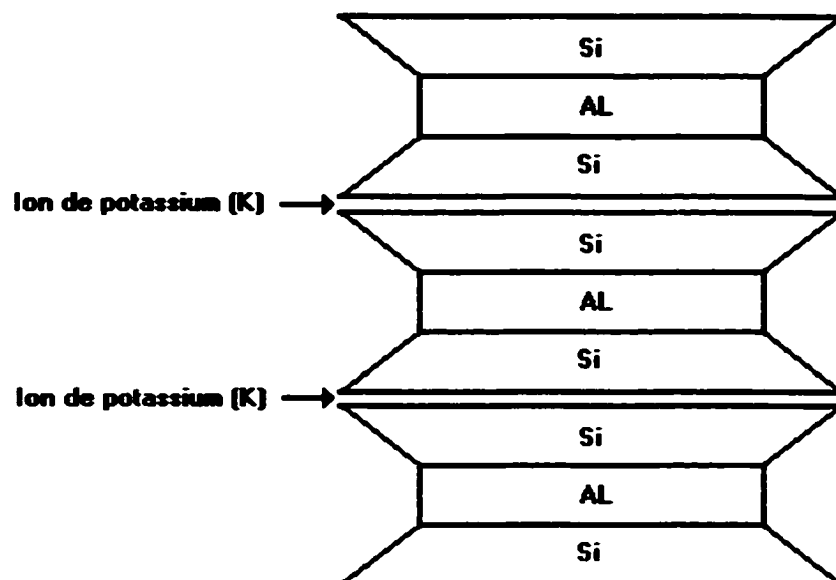 Si
AL
Si
Ion de potassium (K)
Si
AL
Si
Ion de potassium (K)
Si
AL
Si